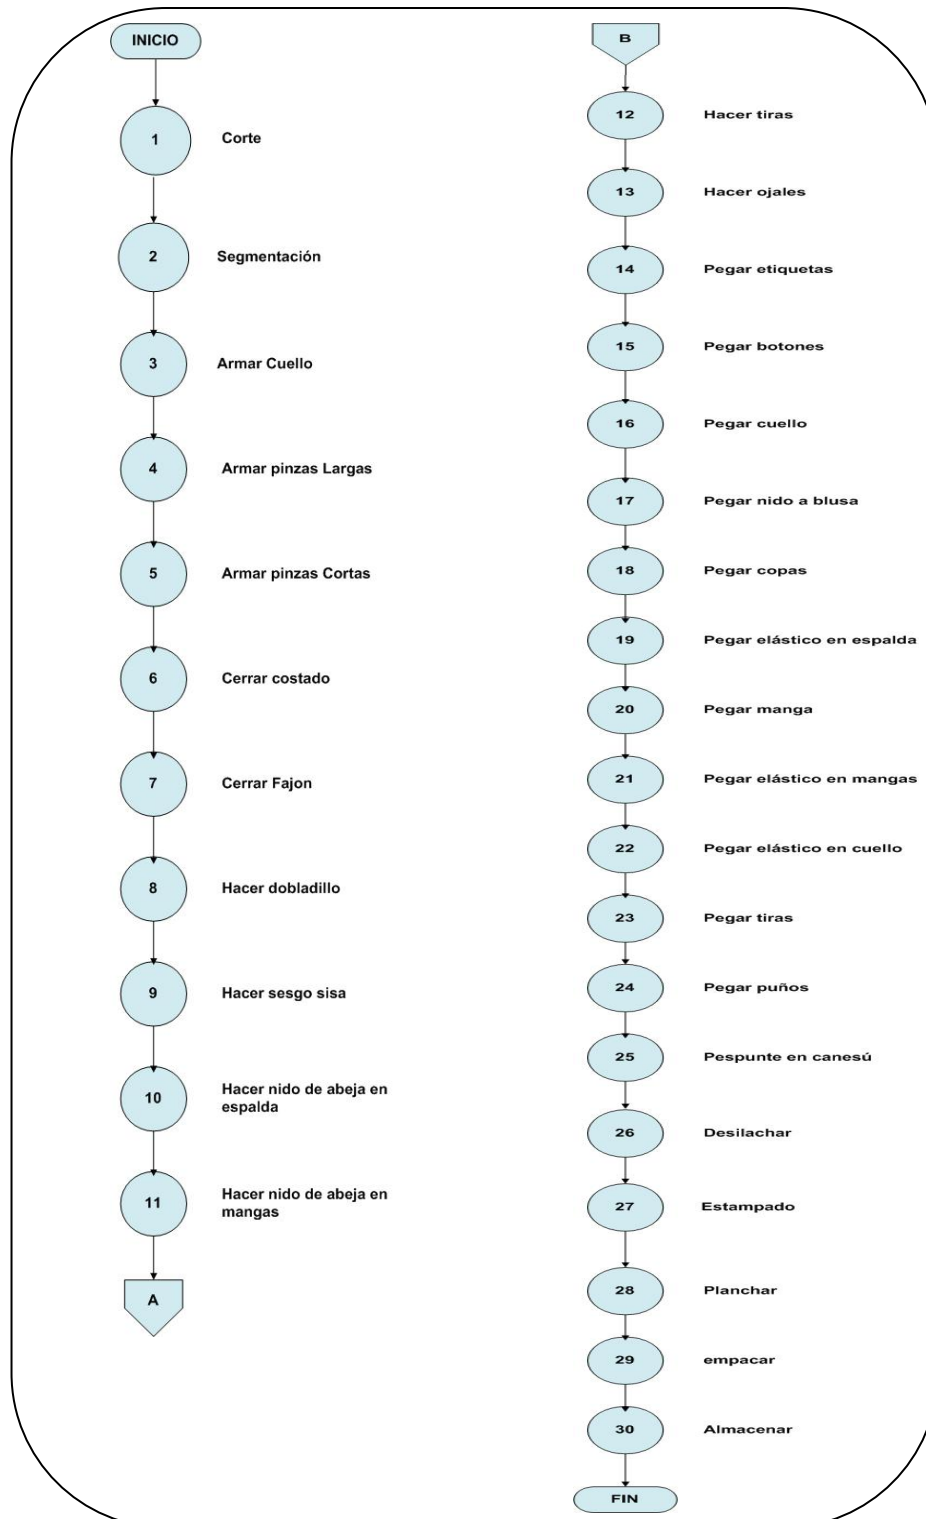 INICIO
1 Corte
2 Segmentación
3 Armar Cuello
4 Armar pinzas Largas
5 Armar pinzas Cortas
6 Cerrar costado
7 Cerrar Fajon
8 Hacer dobladillo
9 Hacer sesgo sisa
10 Hacer nido de abeja en
espalda
11 Hacer nido de abeja en
mangas
A
B
12 Hacer tiras
13 Hacer ojales
14 Pegar etiquetas
15 Pegar botones
16 Pegar cuello
17 Pegar nido a blusa
18 Pegar copas
19 Pegar elástico en espalda
20 Pegar manga
21 Pegar elástico en mangas
22 Pegar elástico en cuello
23 Pegar tiras
24 Pegar puños
25 Pespunte en canesú
26 Desilachar
27 Estampado
28 Planchar
29 empacar
30 Almacenar
FIN